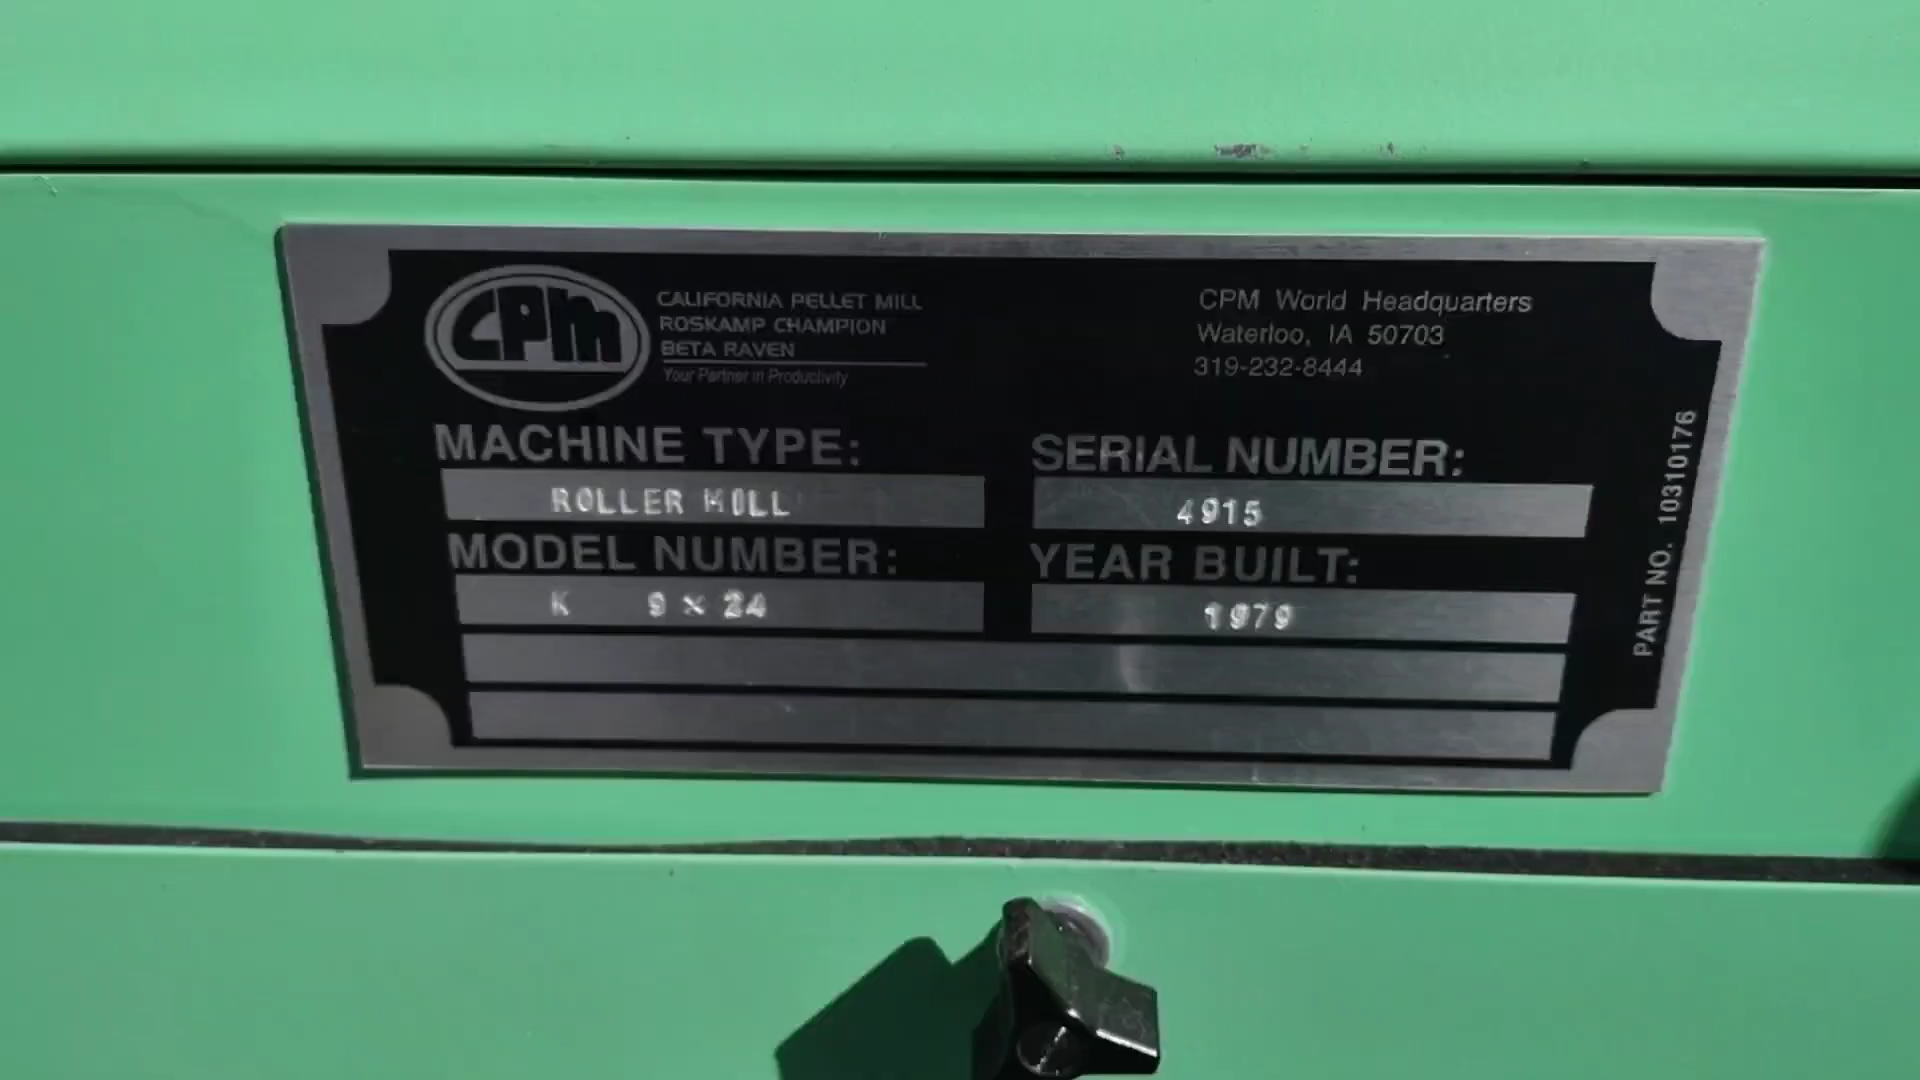 CPM
CALIFORNIA PELLET MILL
ROSKAMP CHAMPION
BETA RAVEN
Your Partner in Productivity
CPM World Headquarters
Waterloo, IA 50703
319-232-8444
MACHINE TYPE:
ROLLER MILL
SERIAL NUMBER:
4915
MODEL NUMBER:
K 9 x 24
YEAR BUILT:
1979
PART NO. 10310176